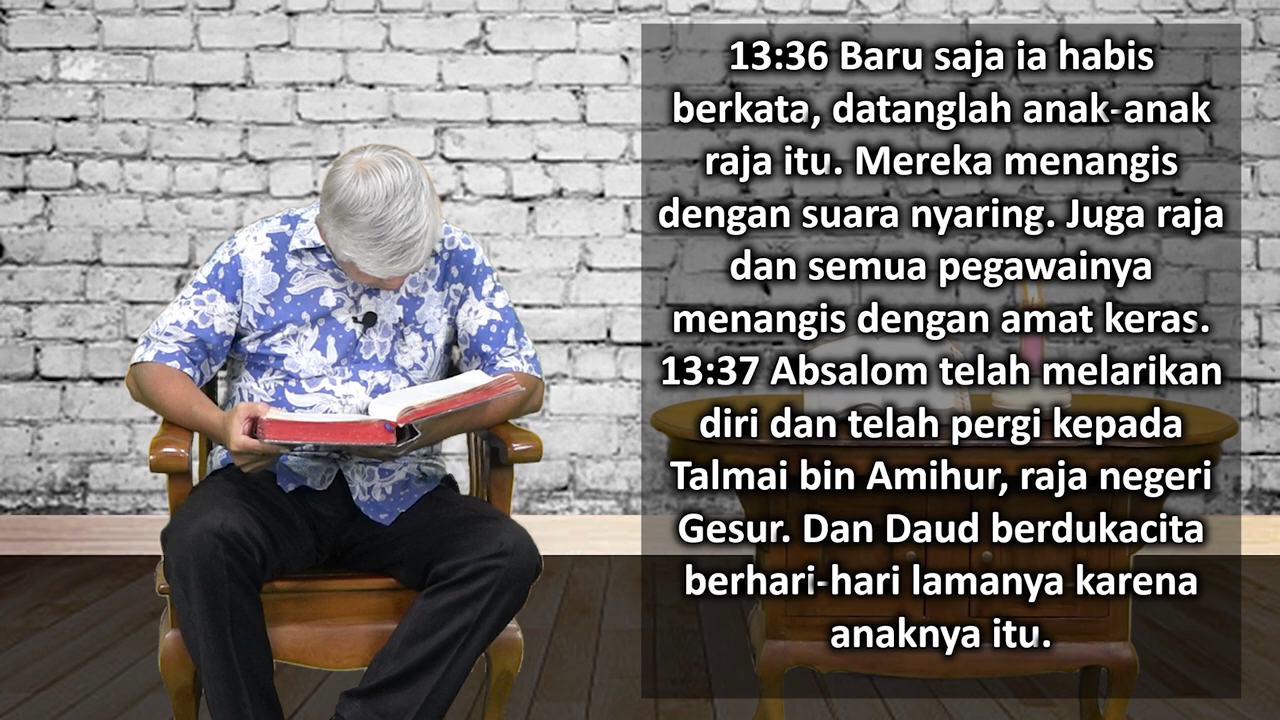 13:36 Baru saja ia habis
berkata, datanglah anak-anak
raja itu. Mereka menangis
dengan suara nyaring. Juga raja
dan semua pegawainya
menangis dengan amat keras.
13:37 Absalom telah melarikan
diri dan telah pergi kepada
Talmai bin Amihur, raja negeri
Gesur. Dan Daud berdukacita
berhari-hari lamanya karena
anaknya itu.